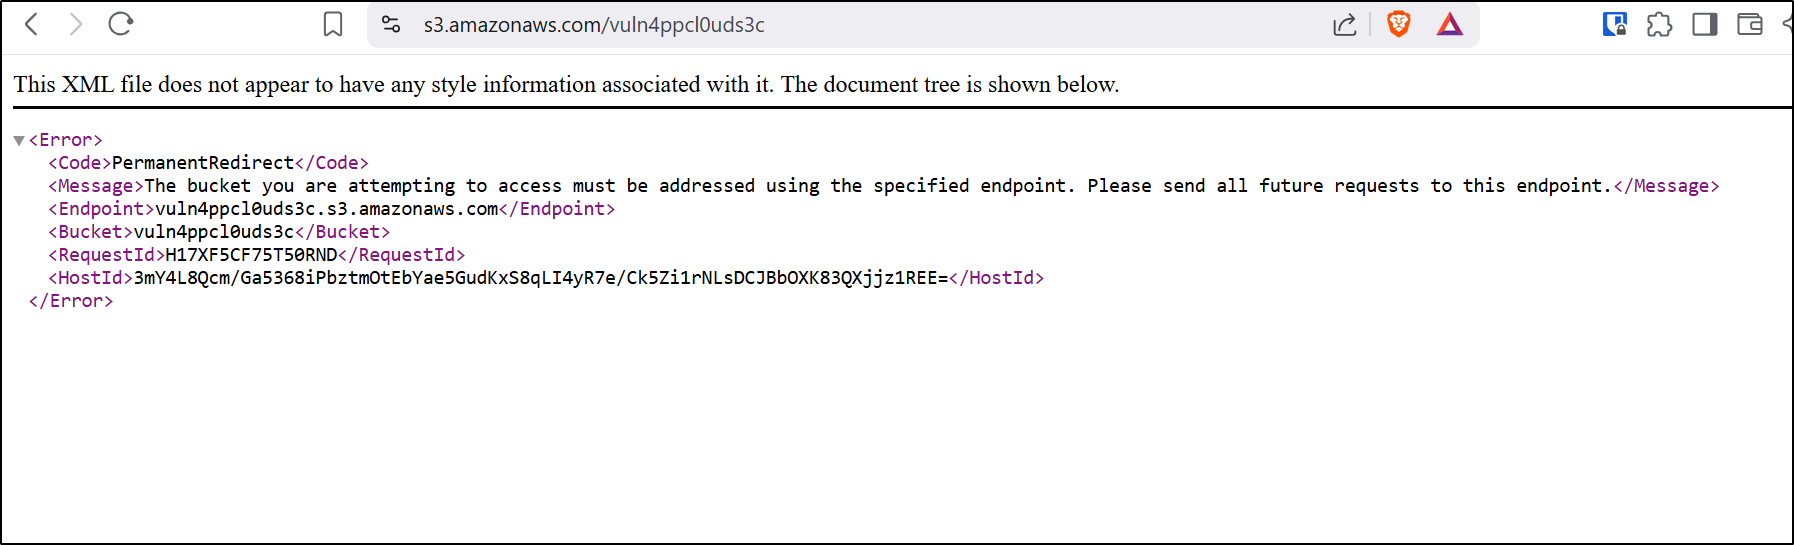 s3.amazonaws.com/vuln4ppcl0uds3c
This XML file does not appear to have any style information associated with it. The document tree is shown below.
<Error>
<Code>PermanentRedirect</Code>
<Message>The bucket you are attempting to access must be addressed using the specified endpoint. Please send all future requests to this endpoint.</Message>
<Endpoint>vuln4ppcl0uds3c.s3.amazonaws.com</Endpoint>
<Bucket>vuln4ppcl0uds3c</Bucket>
<RequestId>H17XF5CF75T50RND</RequestId>
<HostId>3mY4L8Qcm/Ga5368iPbztmOtEbYae5GudKxS8qLI4yR7e/Ck5Zi1rNLsDCJBbOXK83QXjjz1REE=</HostId>
</Error>